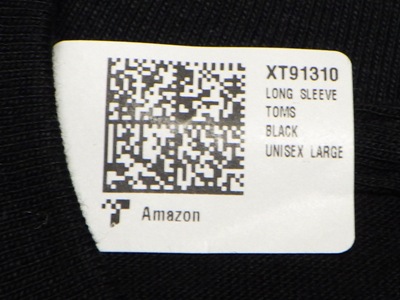 XT91310
LONG SLEEVE
TOMS
BLACK
UNISEX LARGE
Amazon